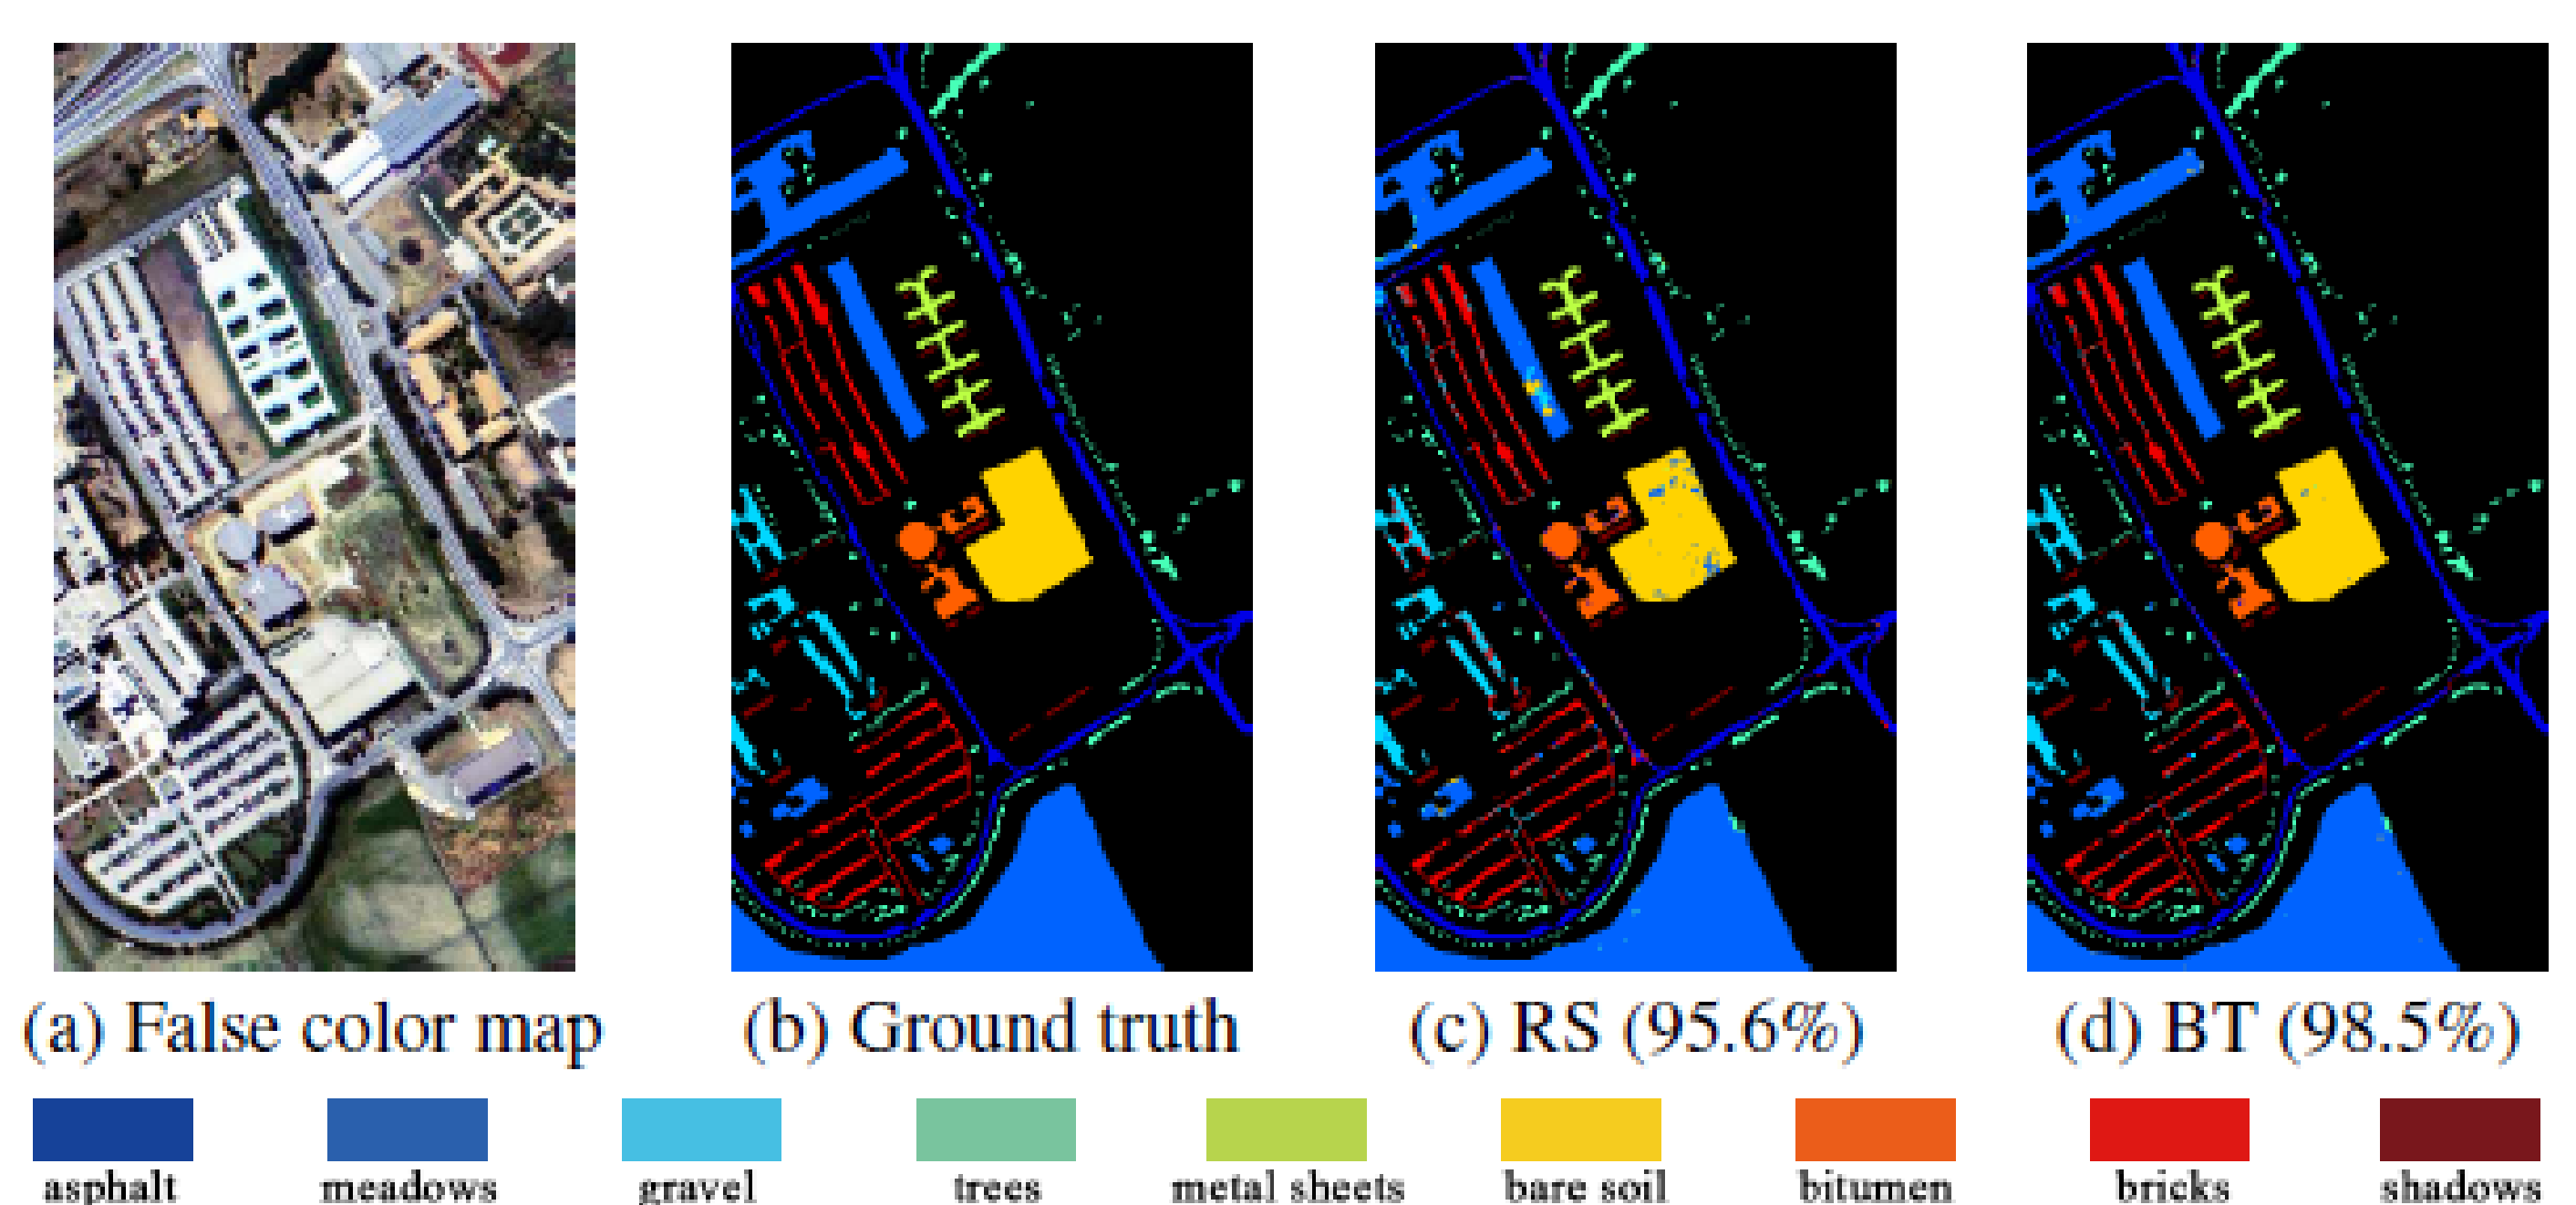 (a) False color map (b) Ground truth (c) RS (95.6%) (d) BT (98.5%)
asphalt meadows gravel trees metal sheets bare soil bitumen bricks shadows